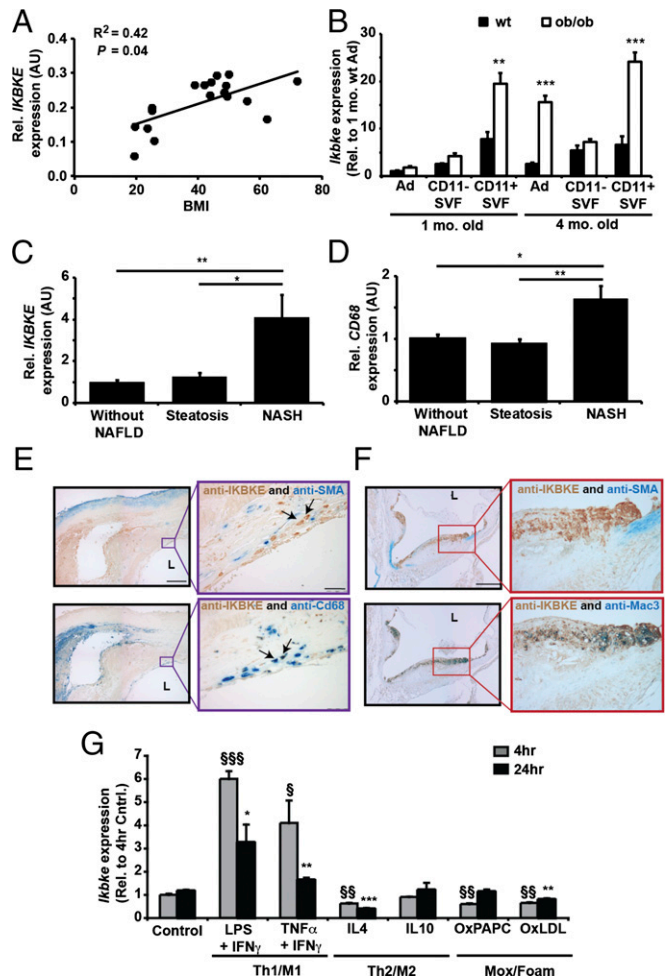 A
R² = 0.42
P = 0.04
Rel. IKBKE
expression (AU)
0.4
0.3
0.2
0.1
0
0 20 40 60 80
BMI
B
wt ob/ob
Ikbke expression
(Rel. to 1 mo. wt Ad)
30
20
10
0
** *** ***
Ad CD11- SVF CD11+ SVF Ad CD11- SVF CD11+ SVF
1 mo. old 4 mo. old
C
Rel. IKBKE
expression (AU)
6
4
2
0
**
*
Without NAFLD Steatosis NASH
D
Rel. CD68
expression (AU)
2
1
0
*
**
Without NAFLD Steatosis NASH
E
anti-IKBKE and anti-SMA
L
anti-IKBKE and anti-Cd68
L
F
L
anti-IKBKE and anti-SMA
L
anti-IKBKE and anti-Mac3
G
4hr
24hr
Ikbke expression
(Rel. to 4hr Cntrl.)
7
6
5
4
3
2
1
0
§§§ * § ** §§ *** §§ §§ **
Control LPS + IFNγ TNFα + IFNγ IL4 IL10 OxPAPC OxLDL
Th1/M1 Th2/M2 Mox/Foam